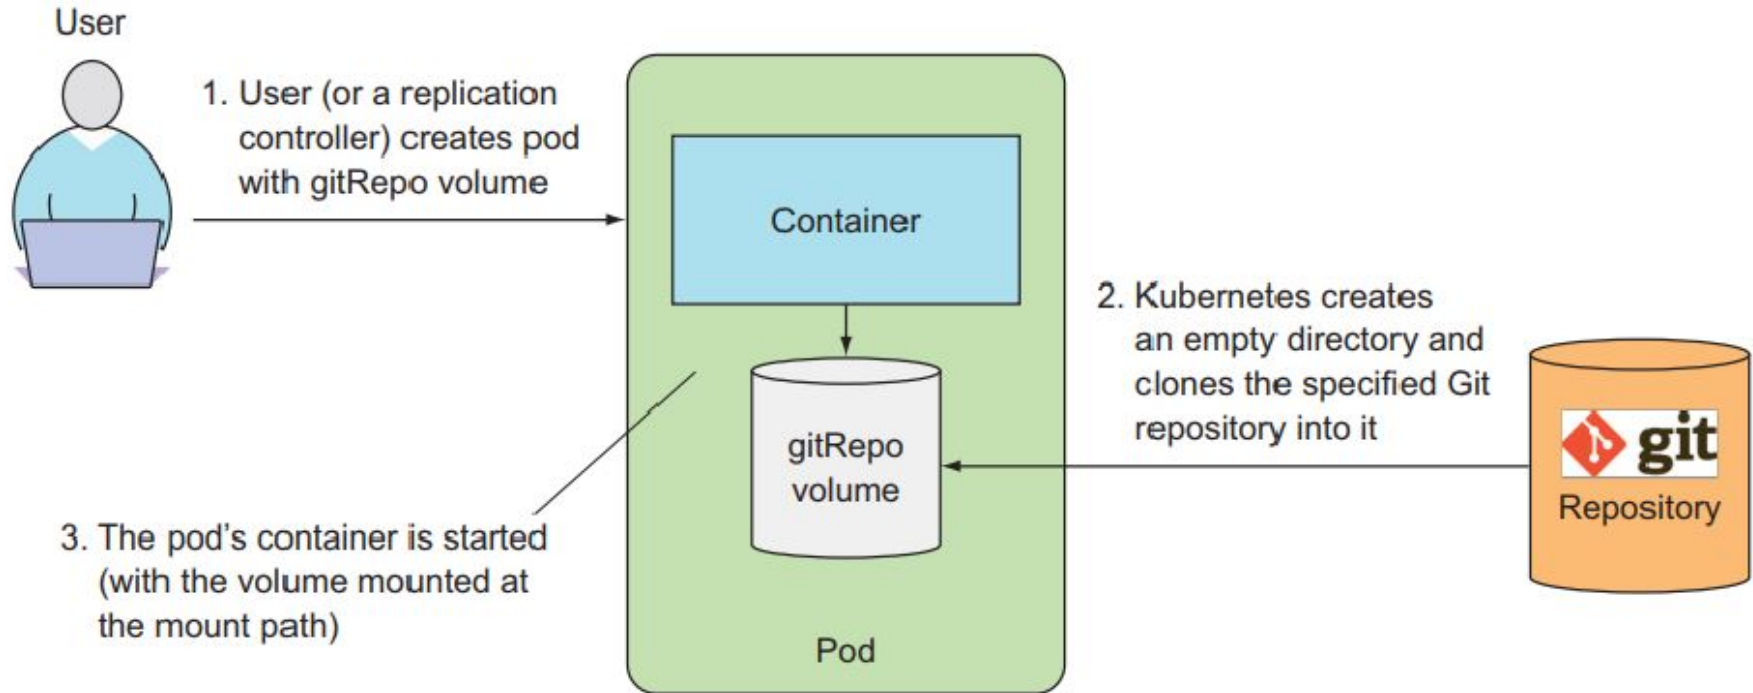 User
1. User (or a replication
controller) creates pod
with gitRepo volume
Container
2. Kubernetes creates
an empty directory and
clones the specified Git
repository into it
git
Repository
gitRepo
volume
3. The pod’s container is started
(with the volume mounted at
the mount path)
Pod